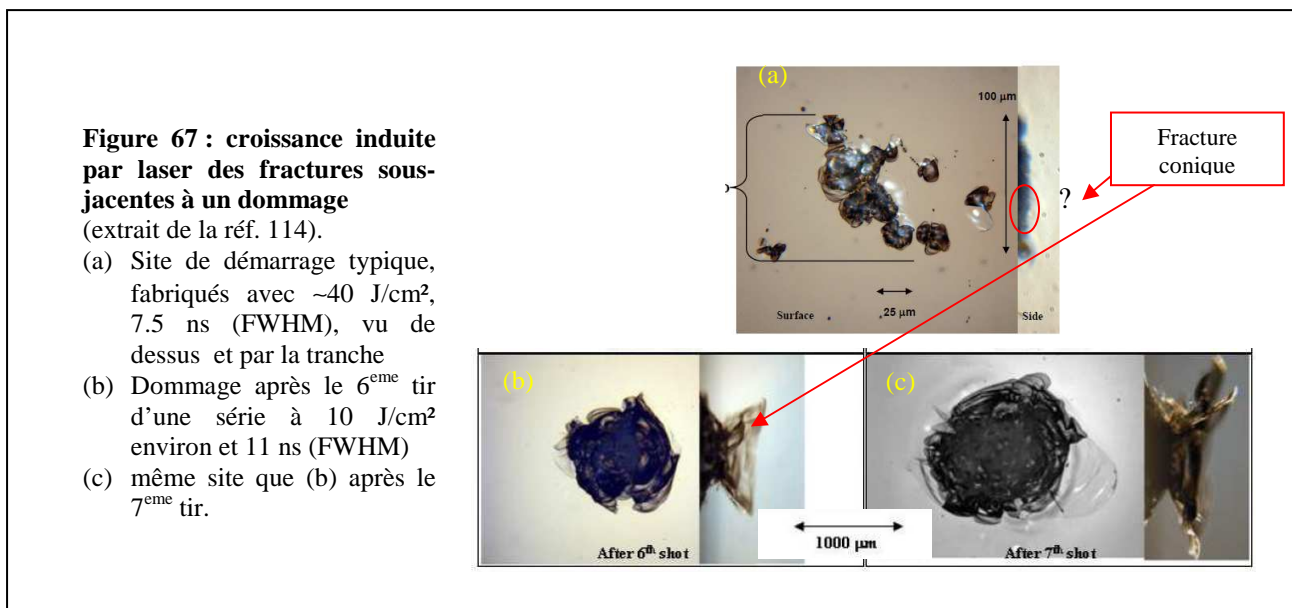 Figure 67 : croissance induite
par laser des fractures sous-
jacentes à un dommage
(extrait de la réf. 114).
(a) Site de démarrage typique,
fabriqués avec ~40 J/cm²,
7.5 ns (FWHM), vu de
dessus et par la tranche
(b) Dommage après le 6eme tir
d'une série à 10 J/cm²
environ et 11 ns (FWHM)
(c) même site que (b) après le
7eme tir.
(a)
100 µm
25 µm
Surface
Side
?
Fracture
conique
(b)
After 6th shot
1000 µm
(c)
After 7th shot